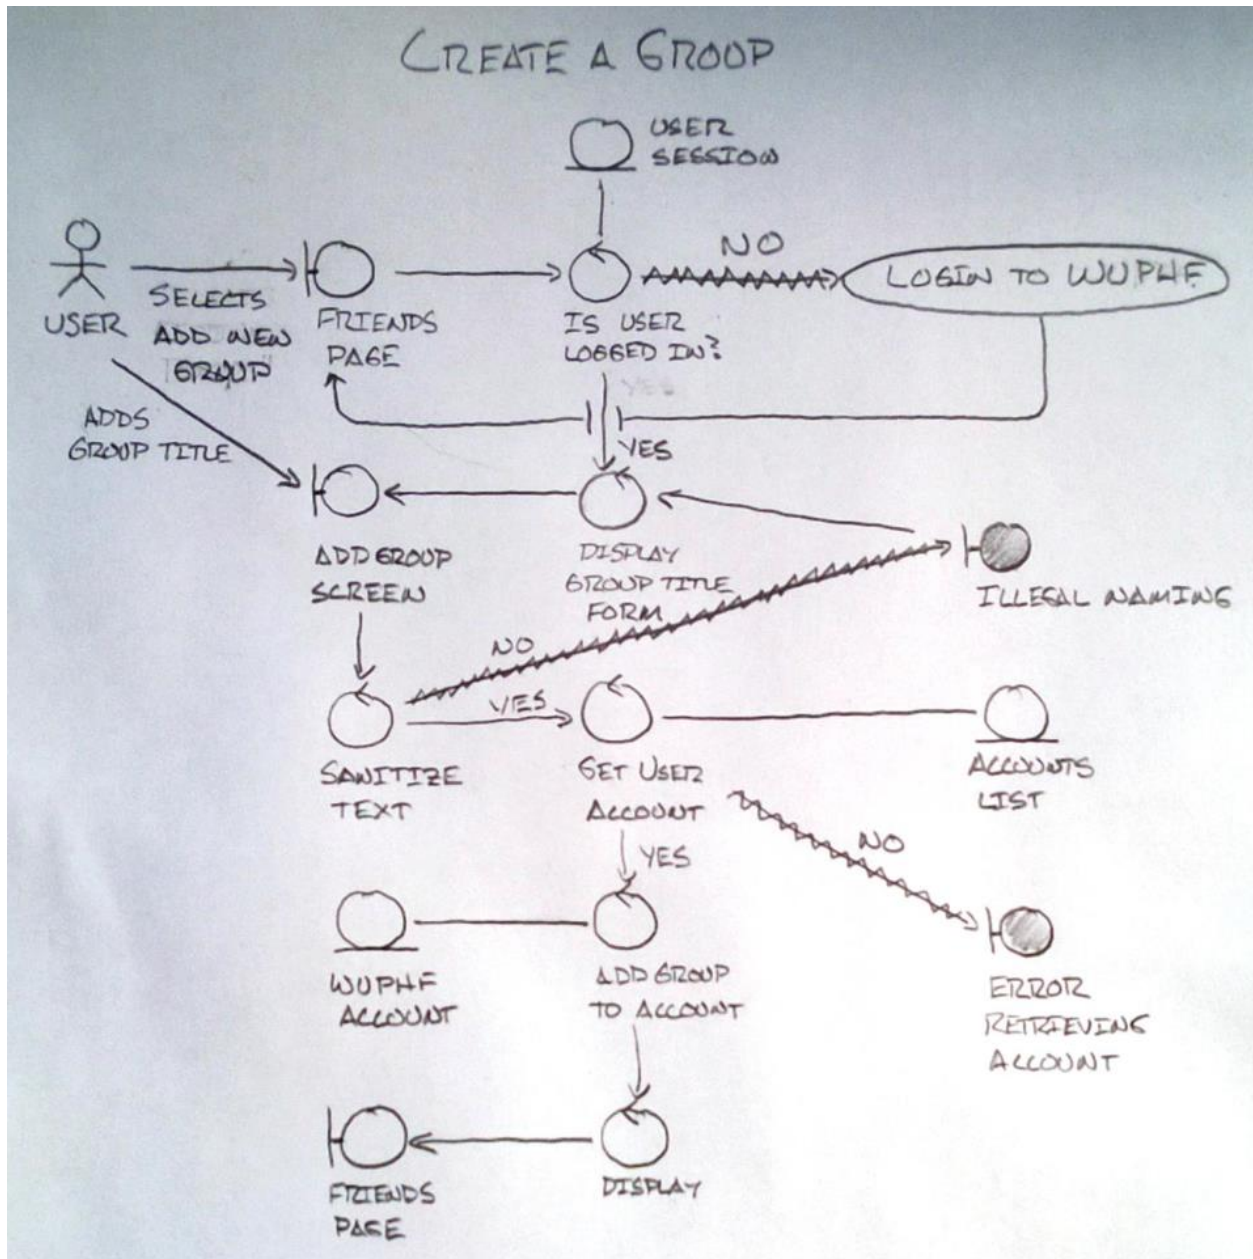 CREATE A GROUP
USER
SESSION
NO
LOGIN TO WUPHF
USER
SELECTS
ADD NEW
GROUP"
FRIENDS
PAGE
IS USER
LOGGED IN?
YES
YES
ADDS
GROUP TITLE
ADD GROUP
SCREEN
DISPLAY
GROUP TITLE
FORM
ILLEGAL NAMING
NO
YES
SANITIZE
TEXT
GET USER
ACCOUNT
ACCOUNTS
LIST
YES
NO
WUPHF
ACCOUNT
ADD GROUP
TO ACCOUNT
ERROR
RETRIEVING
ACCOUNT
FRIENDS
PAGE
DISPLAY